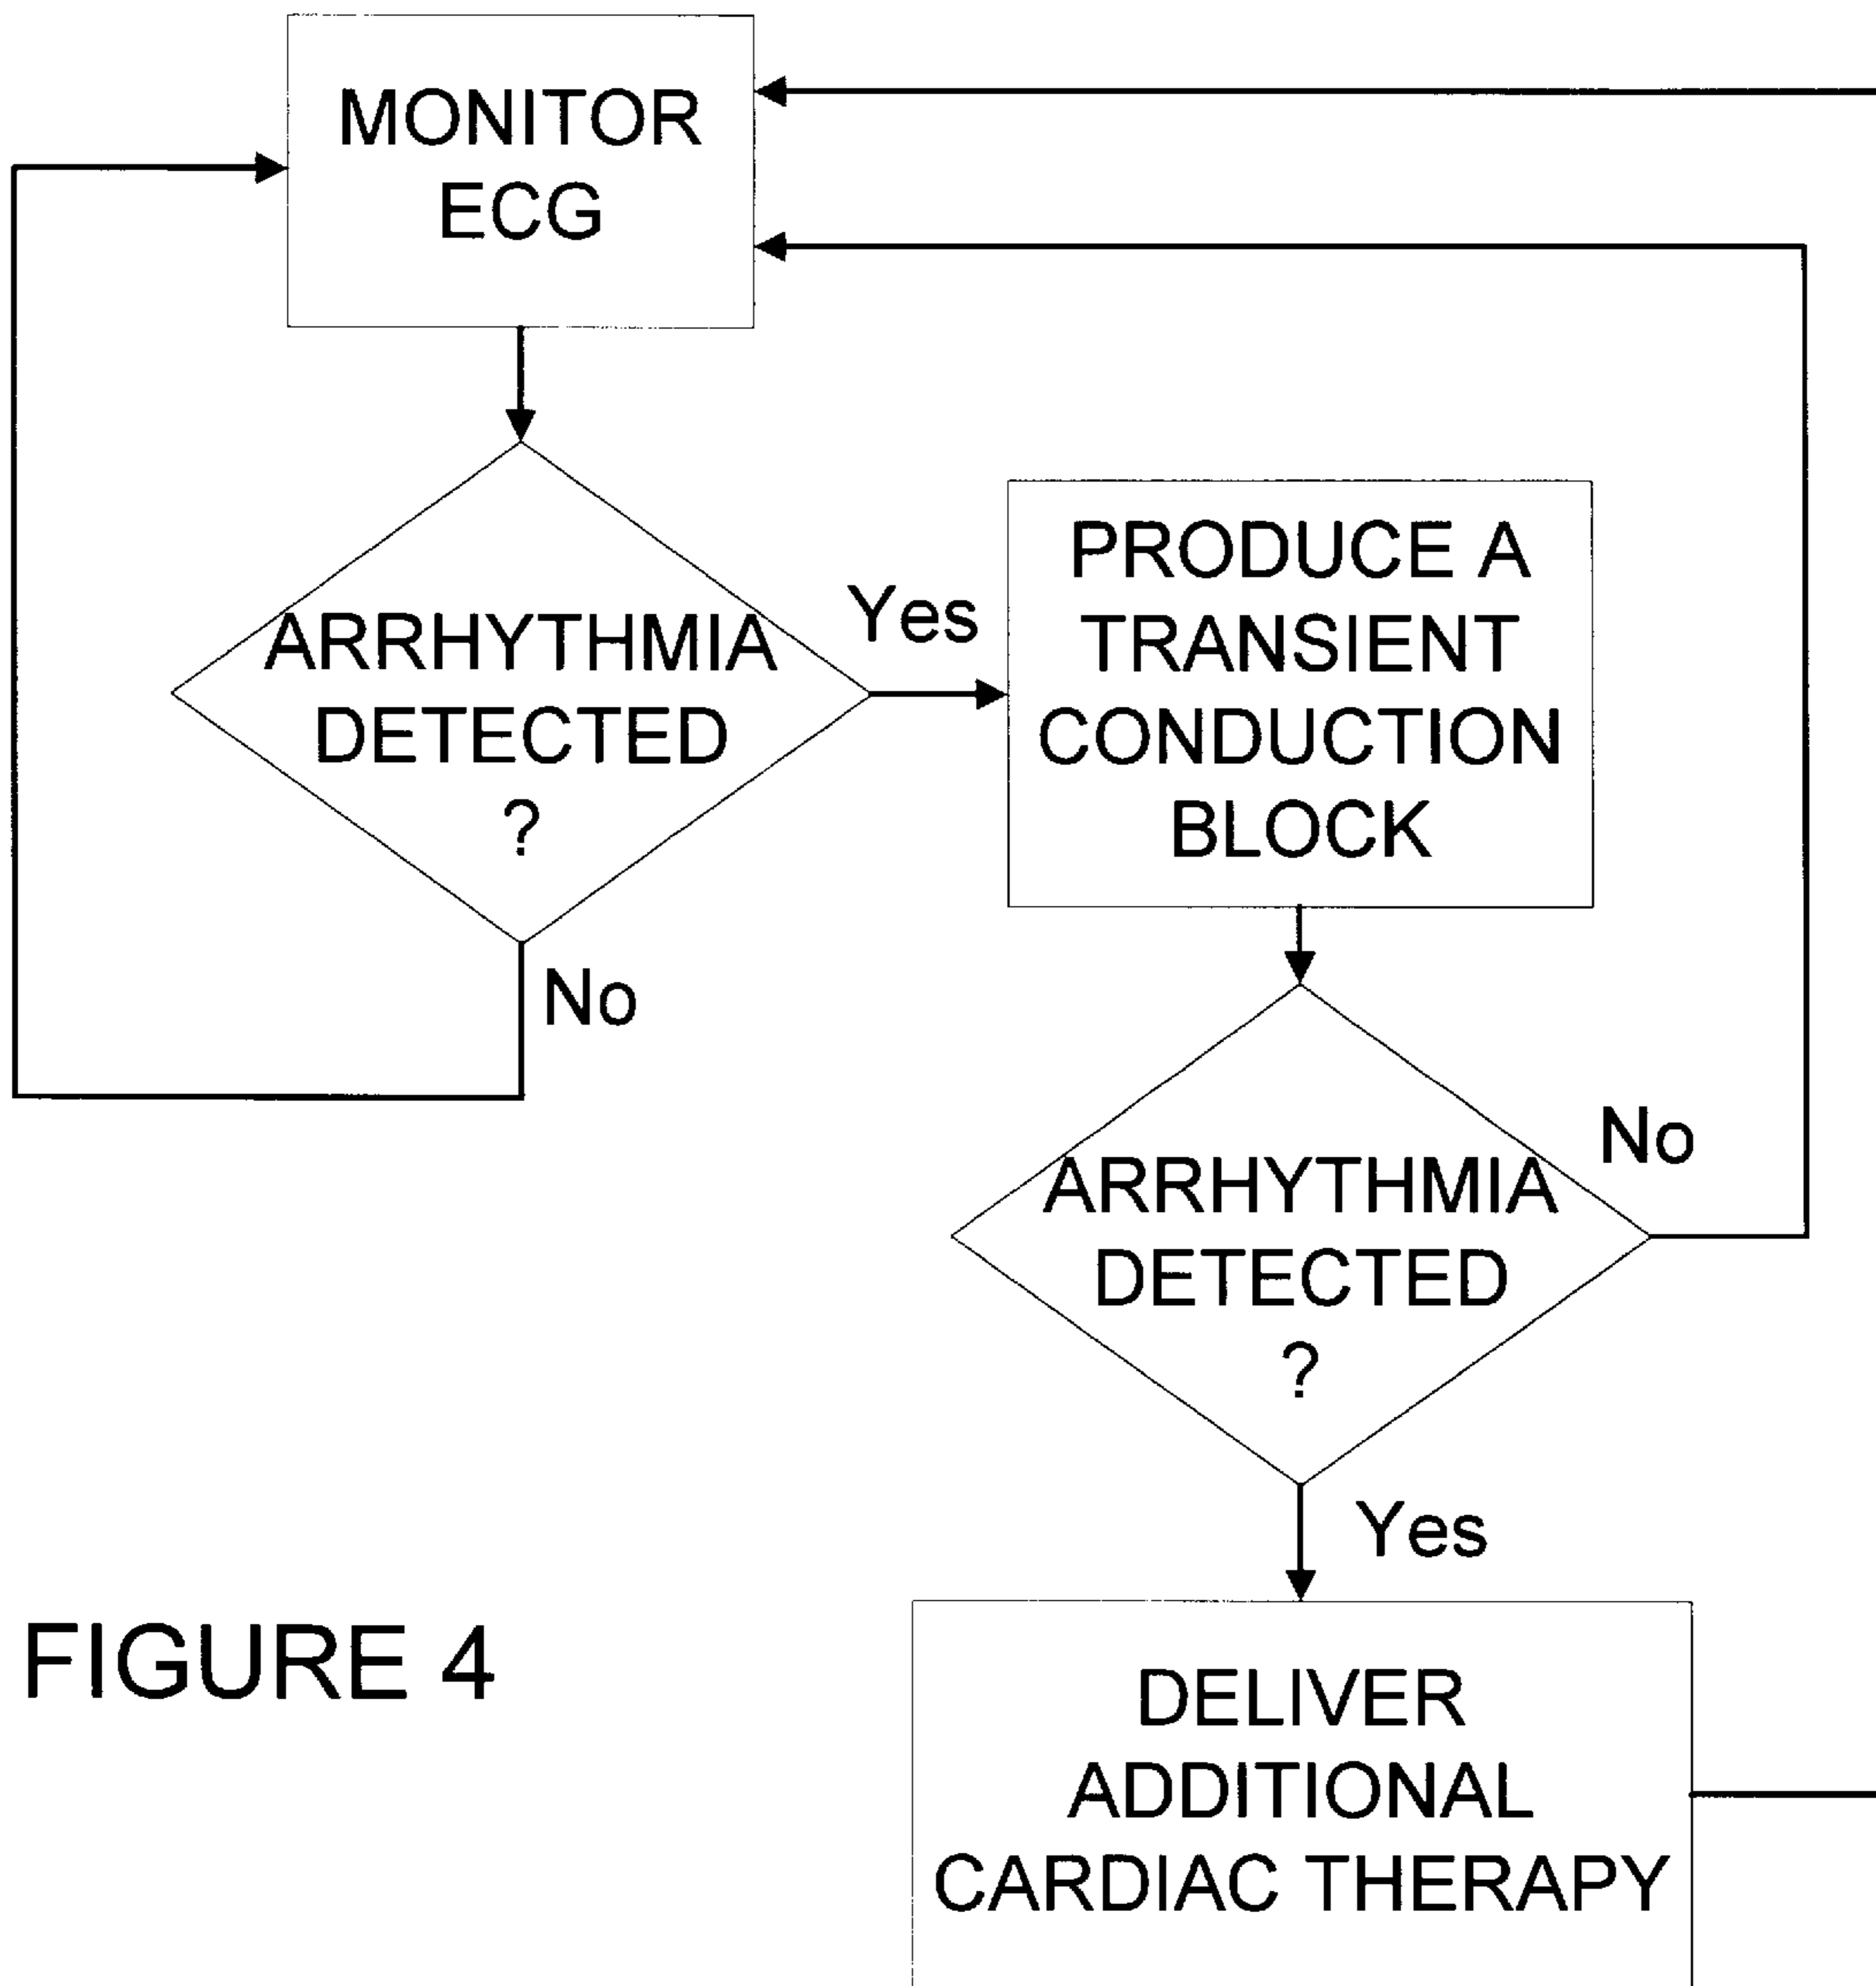 MONITOR
ECG
ARRHYTHMIA
DETECTED
?
Yes
No
PRODUCE A
TRANSIENT
CONDUCTION
BLOCK
ARRHYTHMIA
DETECTED
?
No
Yes
DELIVER
ADDITIONAL
CARDIAC THERAPY
FIGURE 4